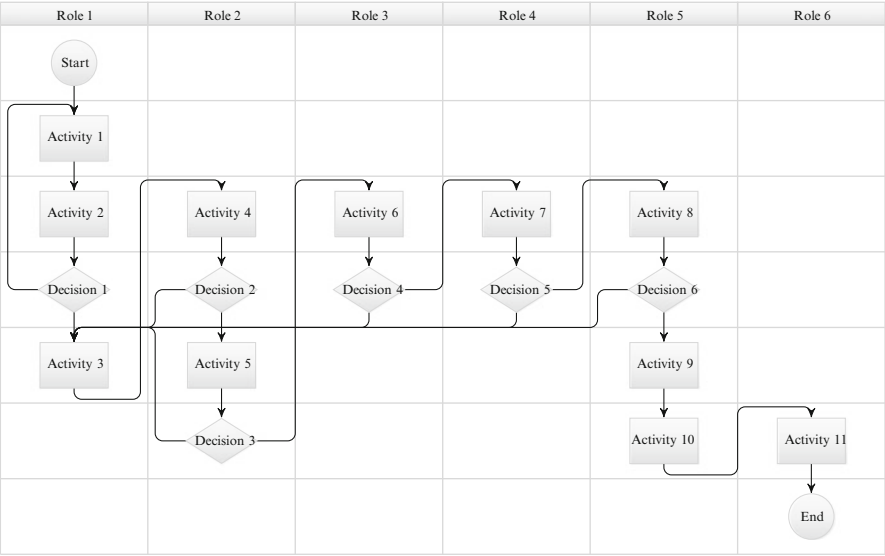 Role 1
Role 2
Role 3
Role 4
Role 5
Role 6
Start
Activity 1
Activity 2
Activity 4
Activity 6
Activity 7
Activity 8
Decision 1
Decision 2
Decision 4
Decision 5
Decision 6
Activity 3
Activity 5
Activity 9
Decision 3
Activity 10
Activity 11
End